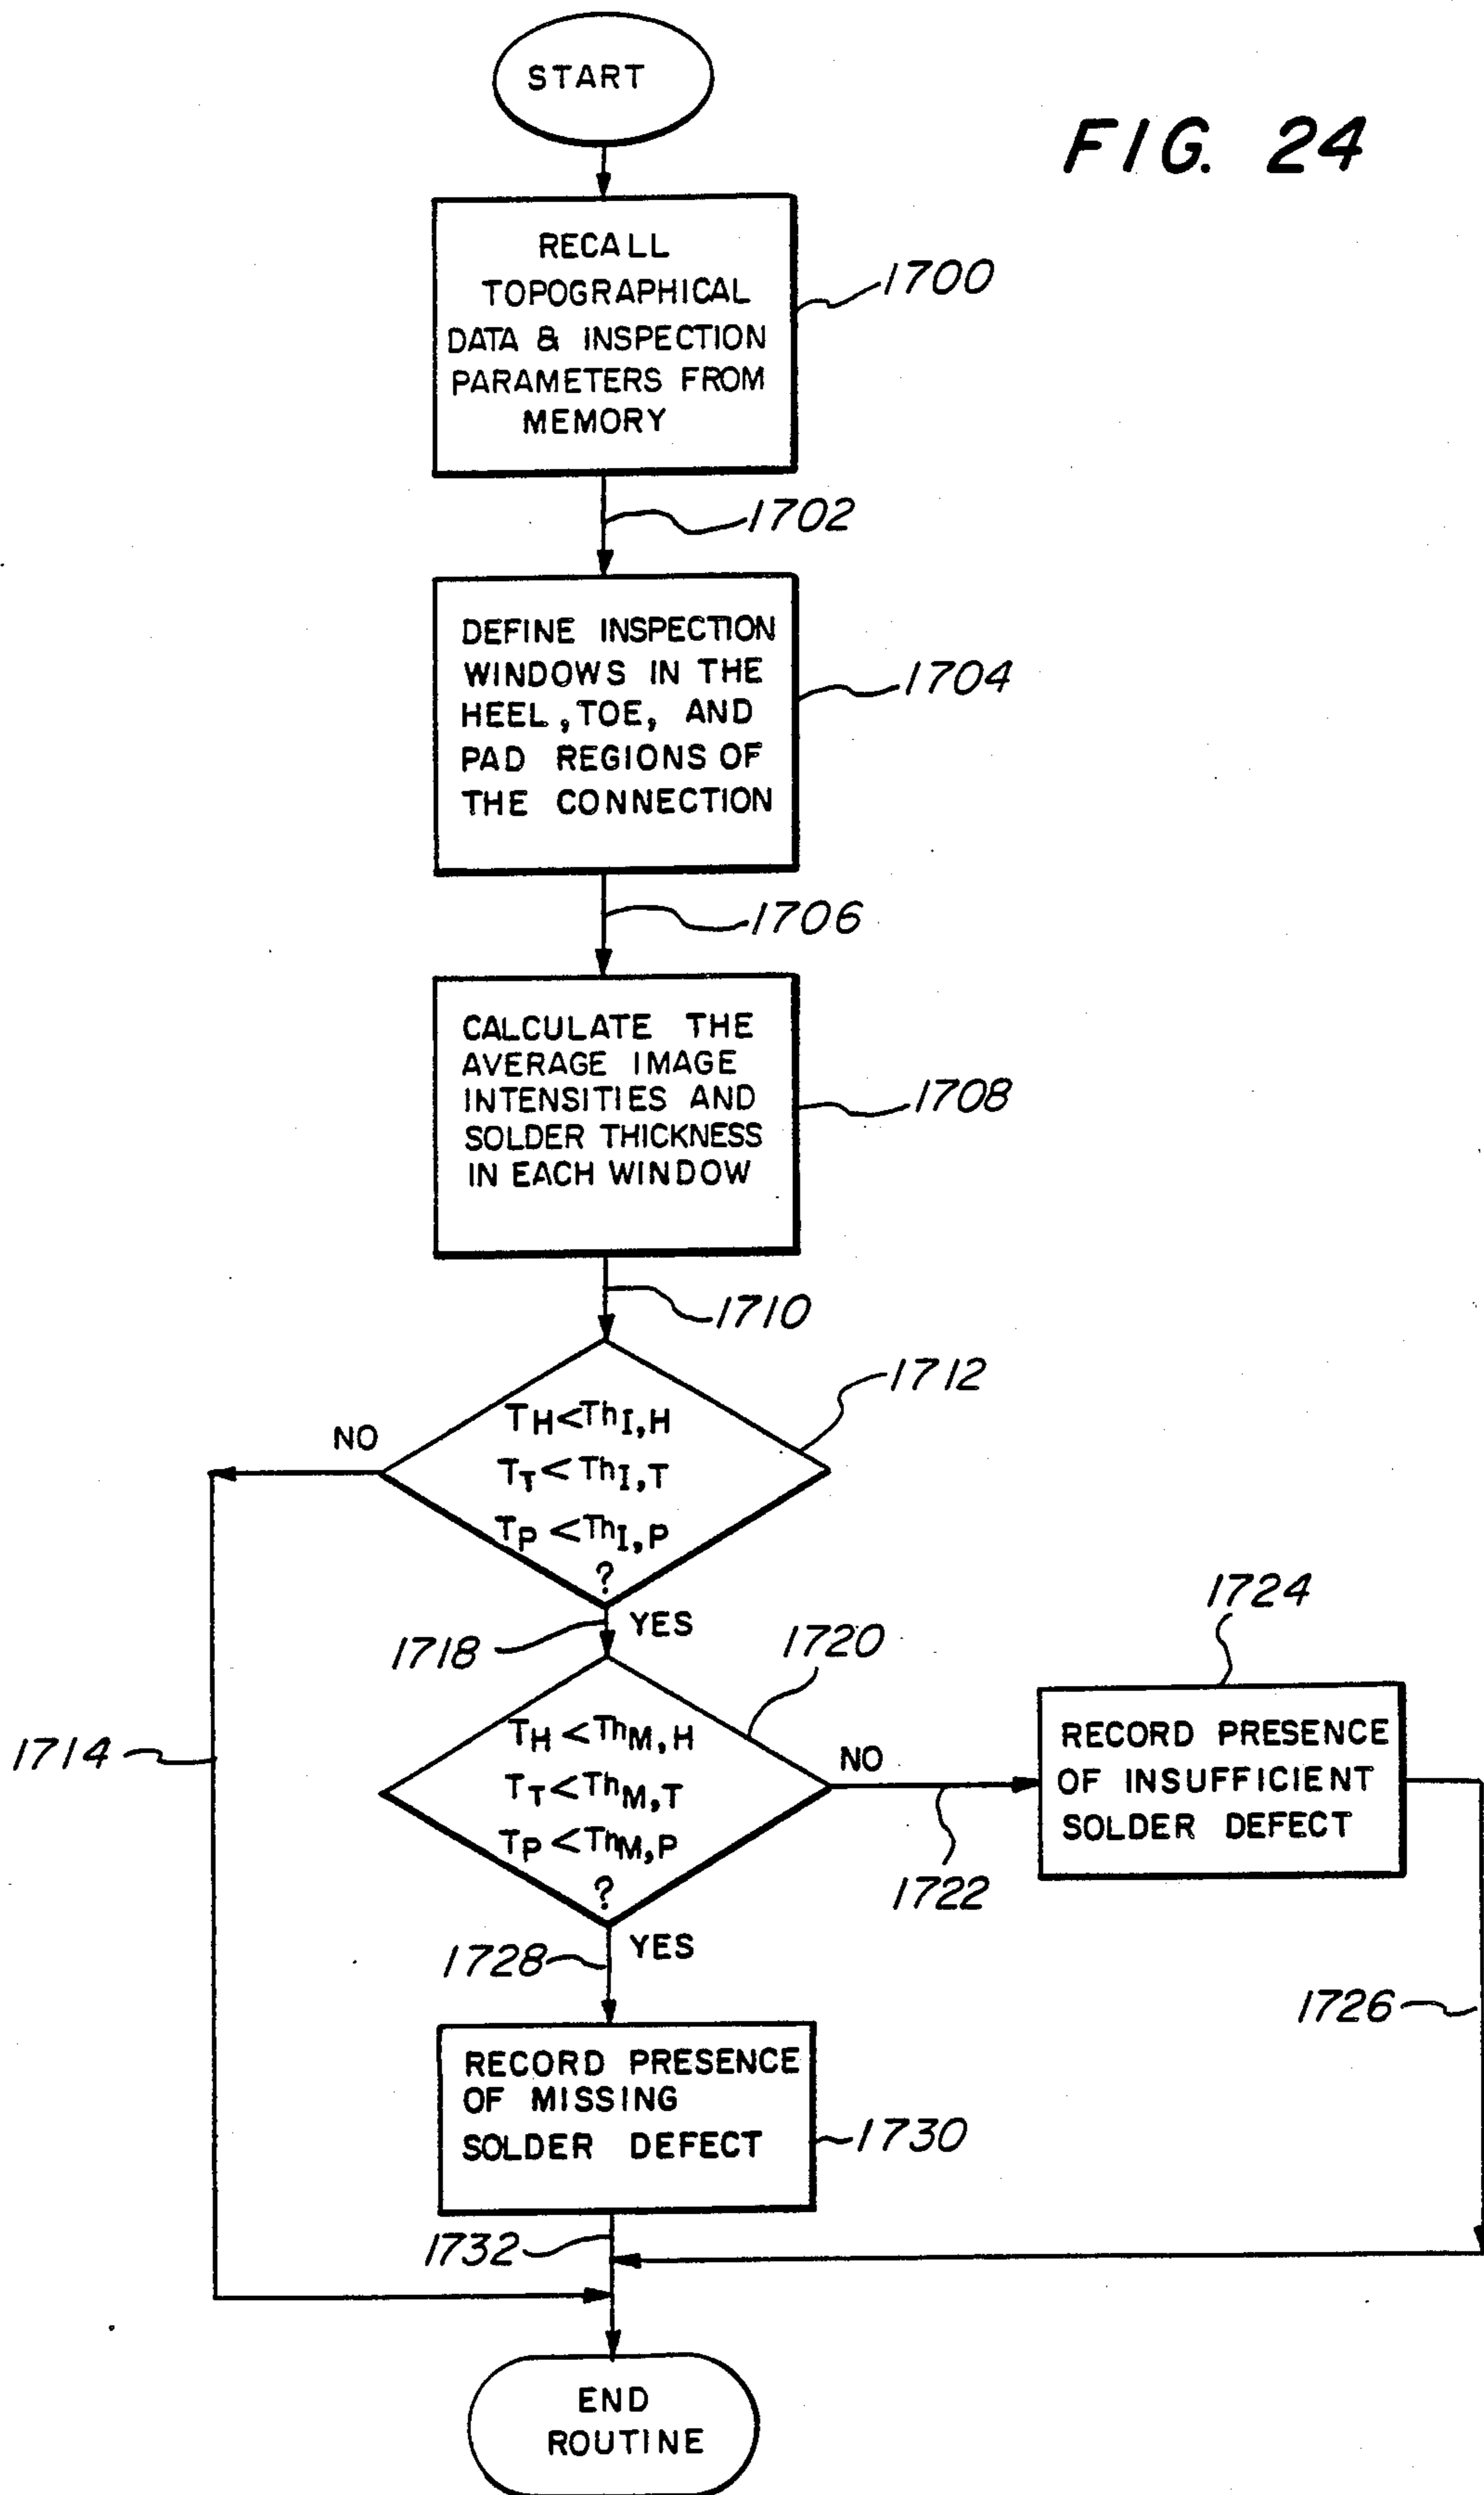 START
FIG. 24
RECALL
TOPOGRAPHICAL
DATA & INSPECTION
PARAMETERS FROM
MEMORY
1700
1702
DEFINE INSPECTION
WINDOWS IN THE
HEEL, TOE, AND
PAD REGIONS OF
THE CONNECTION
1704
1706
CALCULATE THE
AVERAGE IMAGE
INTENSITIES AND
SOLDER THICKNESS
IN EACH WINDOW
1708
1710
1712
NO
TH<ThI,H
TT<ThI,T
TP<ThI,P
?
YES
1718
1720
1724
TH<ThM,H
TT<ThM,T
TP<ThM,P
?
NO
1722
RECORD PRESENCE
OF INSUFFICIENT
SOLDER DEFECT
1714
YES
1728
1726
RECORD PRESENCE
OF MISSING
SOLDER DEFECT
1730
1732
END
ROUTINE